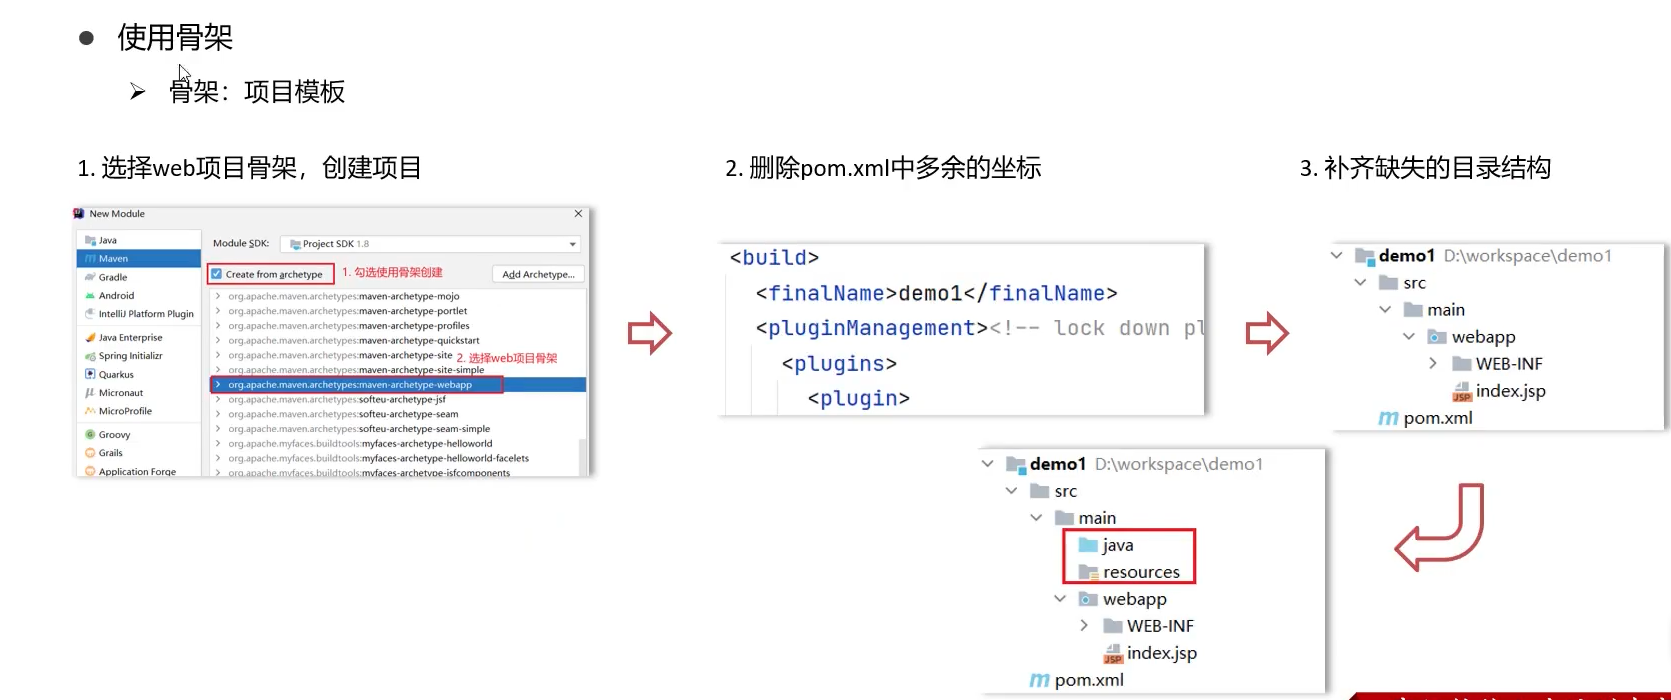 使用骨架
骨架：项目模板
1. 选择web项目骨架，创建项目
New Module
Java
Maven
Gradle
Android
IntelliJ Platform Plugin
Java Enterprise
Spring Initializr
Quarkus
Micronaut
MicroProfile
Groovy
Grails
Application Forge
Module SDK:
Project SDK 1.8
Create from archetype
1. 勾选使用骨架创建
Add Archetype...
org.apache.maven.archetypes:maven-archetype-mojo
org.apache.maven.archetypes:maven-archetype-portlet
org.apache.maven.archetypes:maven-archetype-profiles
org.apache.maven.archetypes:maven-archetype-quickstart
org.apache.maven.archetypes:maven-archetype-site
2. 选择web项目骨架
org.apache.maven.archetypes:maven-archetype-site-simple
org.apache.maven.archetypes:maven-archetype-webapp
org.apache.maven.archetypes:softeu-archetype-jsf
org.apache.maven.archetypes:softeu-archetype-seam
org.apache.maven.archetypes:softeu-archetype-seam-simple
org.apache.myfaces.buildtools:myfaces-archetype-helloworld
org.apache.myfaces.buildtools:myfaces-archetype-helloworld-facelets
org.apache.myfaces.buildtools:myfaces-archetype-jsfcomponents
2. 删除pom.xml中多余的坐标
<build>
<finalName>demo1</finalName>
<pluginManagement><!-- lock down pl
<plugins>
<plugin>
3. 补齐缺失的目录结构
demo1 D:\workspace\demo1
src
main
webapp
WEB-INF
index.jsp
pom.xml
demo1 D:\workspace\demo1
src
main
java
resources
webapp
WEB-INF
index.jsp
pom.xml